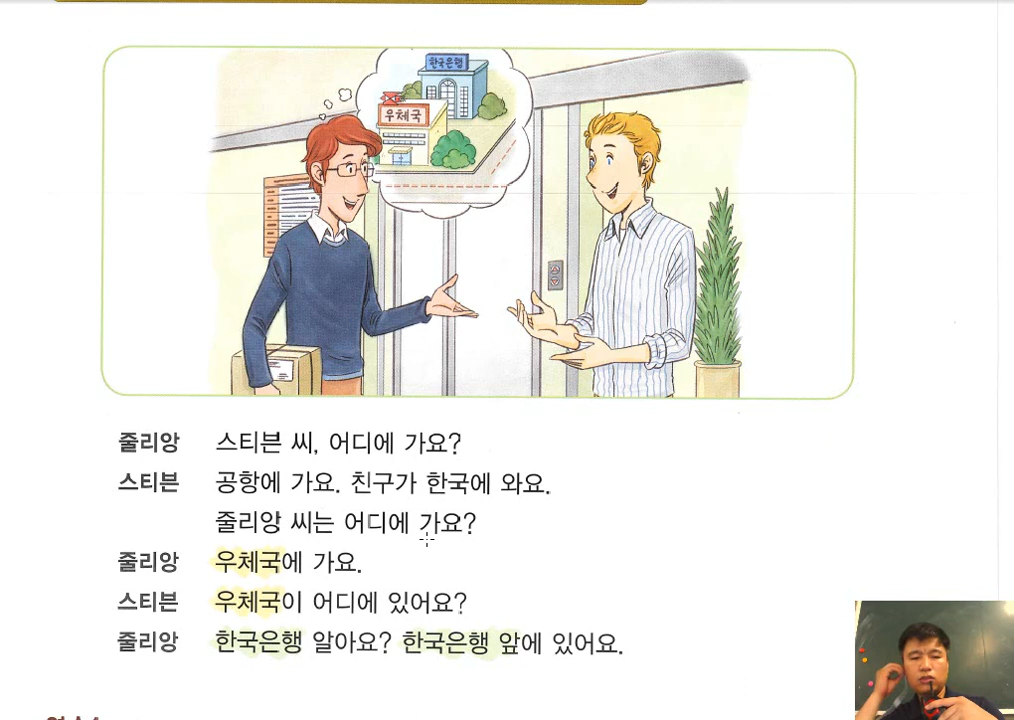 한국은행
우체국
줄리앙 스티븐 씨, 어디에 가요?
스티븐 공항에 가요. 친구가 한국에 와요.
줄리앙 씨는 어디에 가요?
줄리앙 우체국에 가요.
스티븐 우체국이 어디에 있어요?
줄리앙 한국은행 알아요? 한국은행 앞에 있어요.